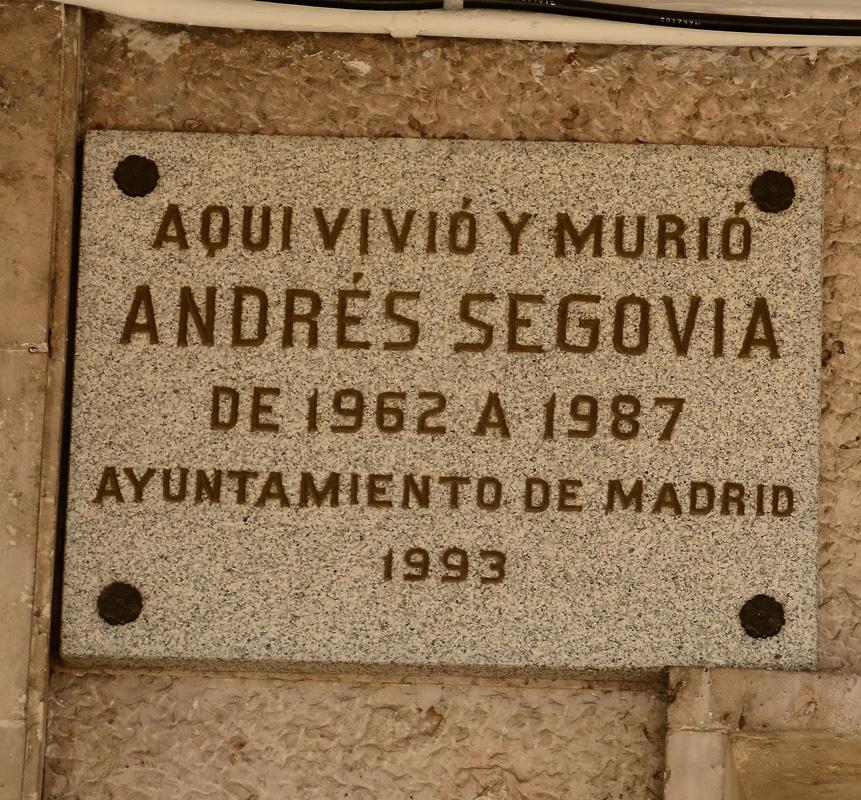 AQUI VIVIÓ Y MURIÓ
ANDRÉS SEGOVIA
DE 1962 A 1987
AYUNTAMIENTO DE MADRID
1993